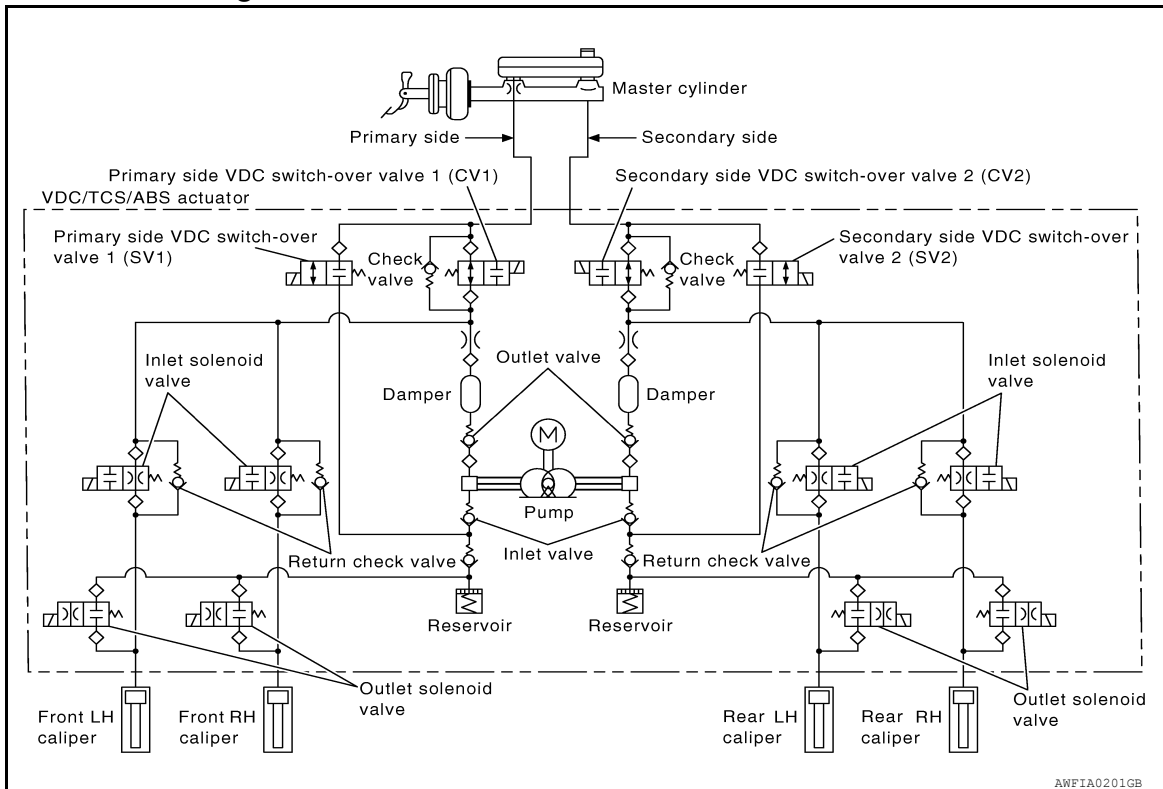 Master cylinder
Primary side
Secondary side
Primary side VDC switch-over valve 1 (CV1)
Secondary side VDC switch-over valve 2 (CV2)
VDC/TCS/ABS actuator
Primary side VDC switch-over
valve 1 (SV1)
Check
valve
Check
valve
Secondary side VDC switch-over
valve 2 (SV2)
Inlet solenoid
valve
Outlet valve
Inlet solenoid
valve
Damper
Damper
M
Pump
Return check valve
Inlet valve
Return check valve
Reservoir
Reservoir
Outlet solenoid
valve
Outlet solenoid
valve
Front LH
caliper
Front RH
caliper
Rear LH
caliper
Rear RH
caliper
AWFIA0201GB